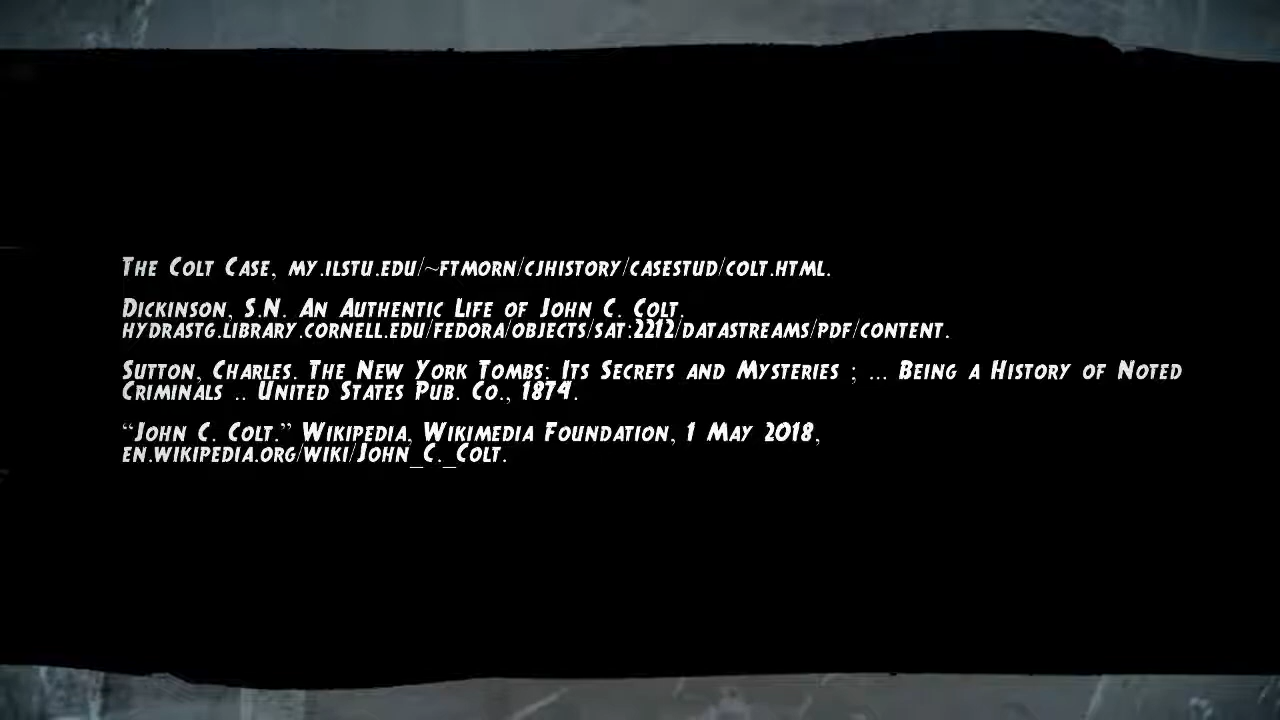 The Colt Case, my.ilstu.edu/~ftmorn/cjhistory/casestud/colt.html.
Dickinson, S.N. An Authentic Life of John C. Colt.
hydrastg.library.cornell.edu/fedora/objects/sat:2212/datastreams/pdf/content.
Sutton, Charles. The New York Tombs: Its Secrets and Mysteries ; ... Being a History of Noted
Criminals .. United States Pub. Co., 1874.
“John C. Colt.” Wikipedia, Wikimedia Foundation, 1 May 2018,
en.wikipedia.org/wiki/John_C._Colt.